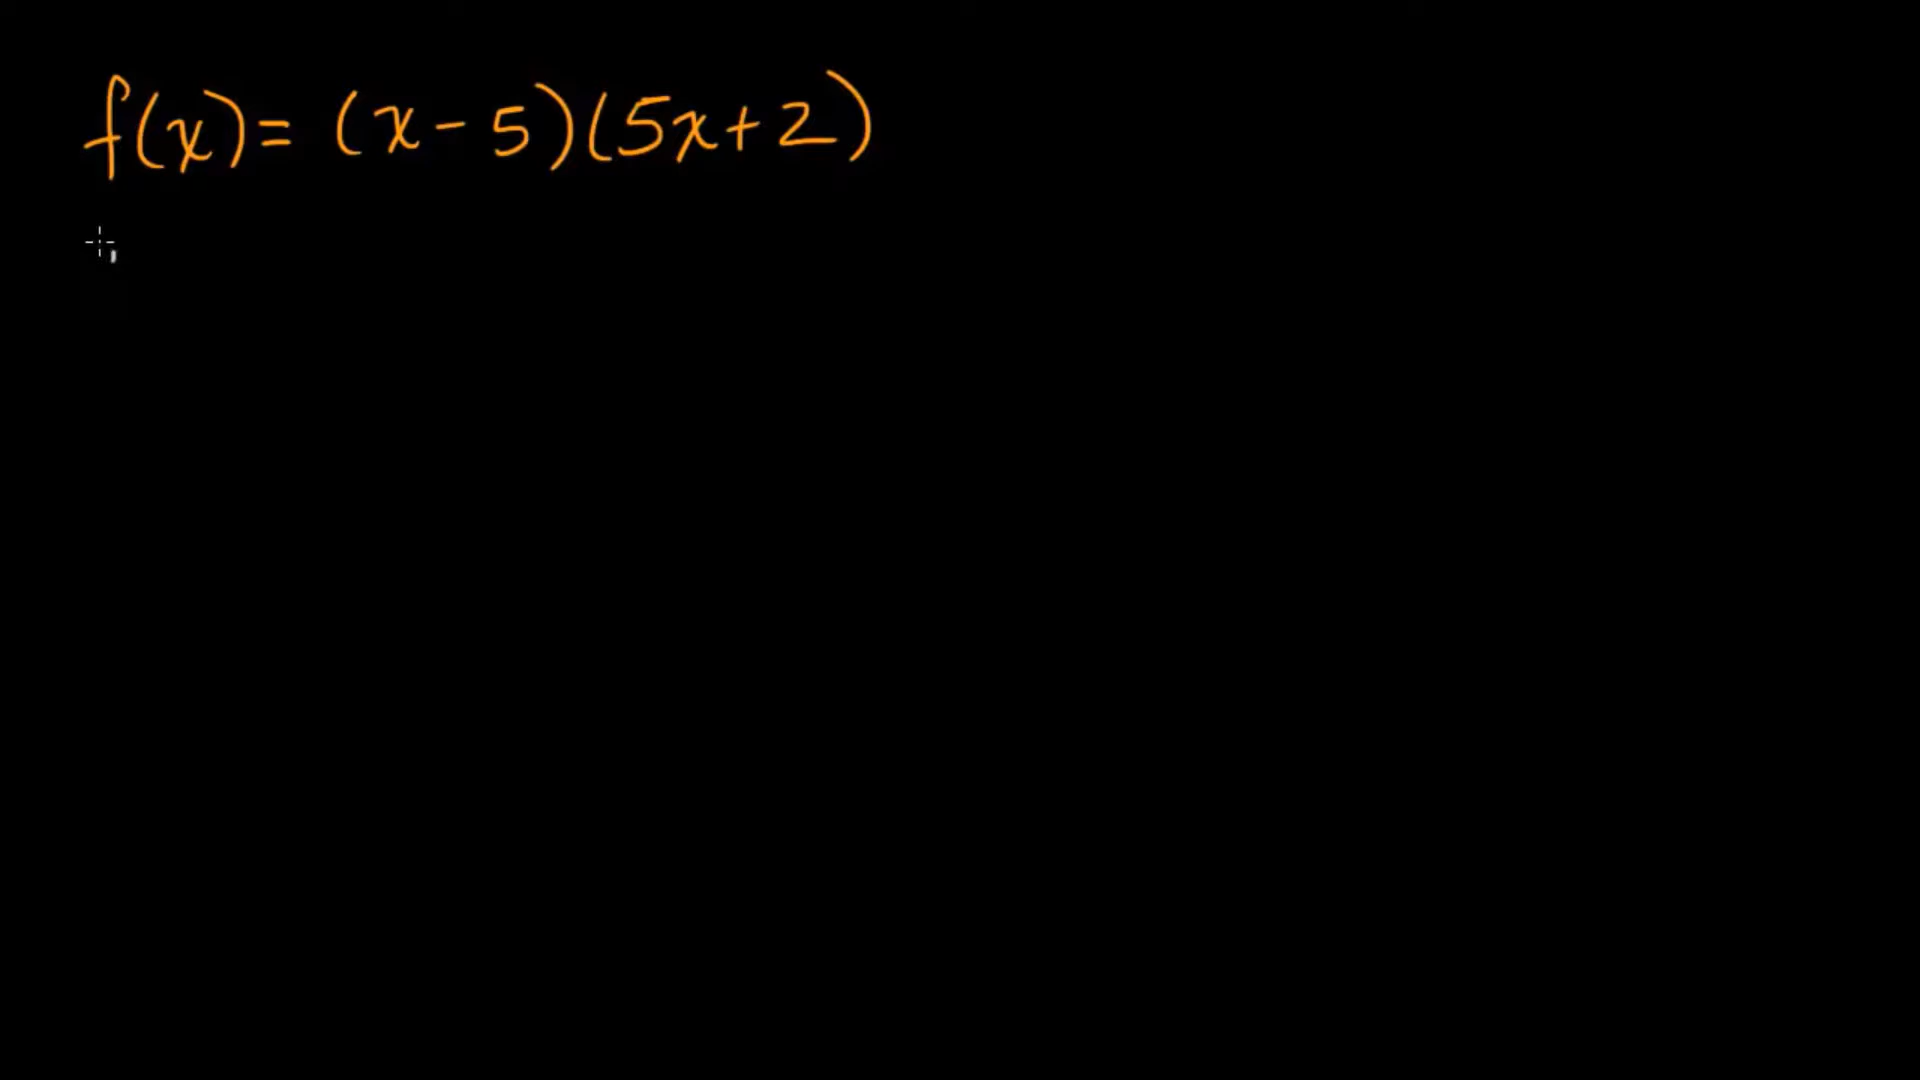 f(x) = (x - 5)(5x + 2)